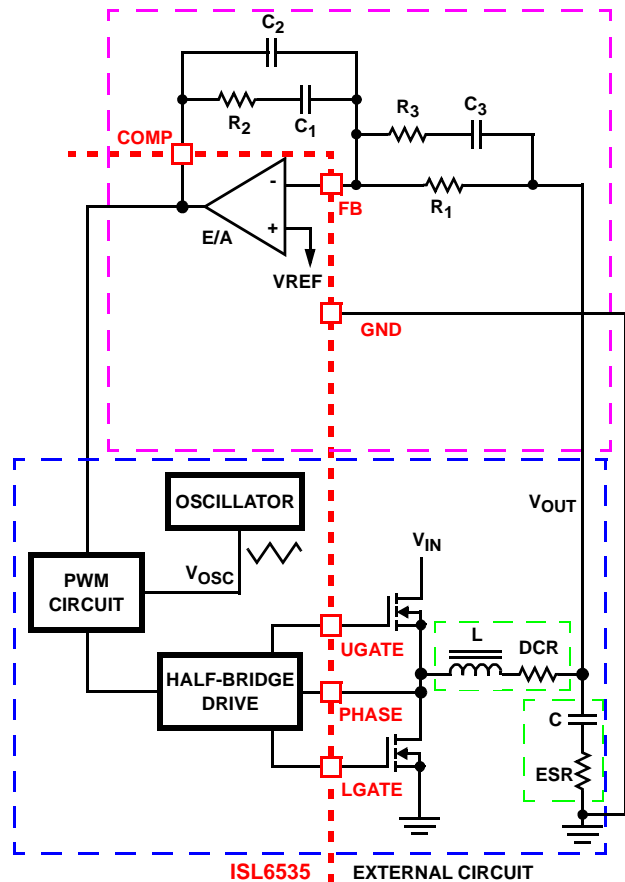 C2
R2
C1
R3
C3
COMP
-
FB
R1
+
E/A
VREF
GND
OSCILLATOR
VOUT
VIN
PWM
CIRCUIT
VOSC
L
DCR
UGATE
HALF-BRIDGE
DRIVE
PHASE
C
ESR
LGATE
ISL6535
EXTERNAL CIRCUIT